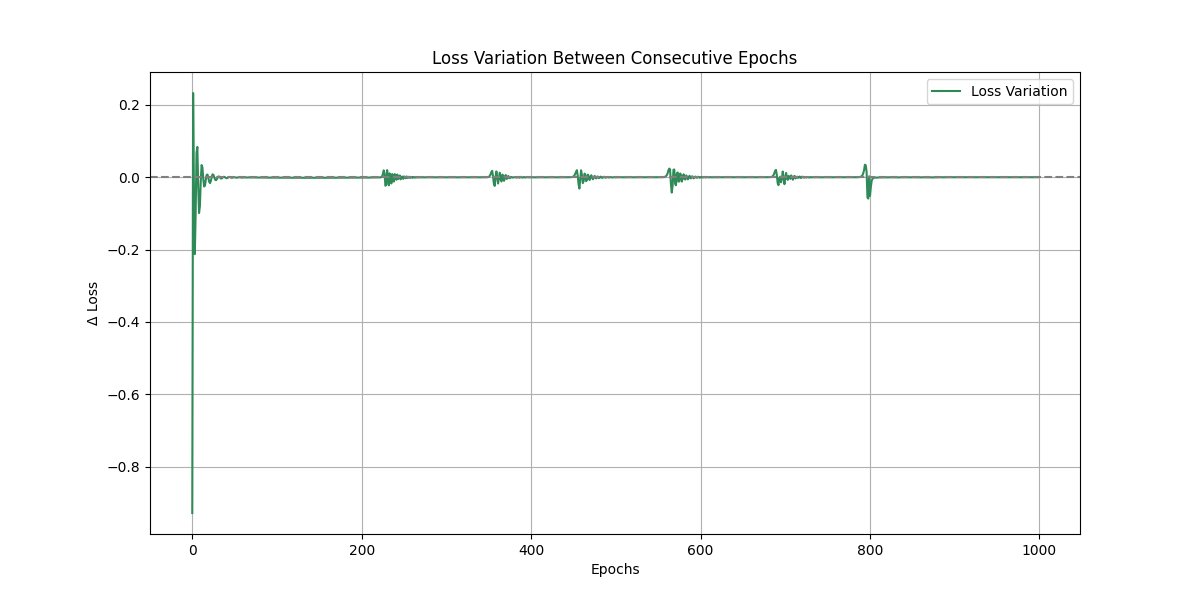 Loss Variation Between Consecutive Epochs
Loss Variation
0.2
0.0
−0.2
−0.4
−0.6
−0.8
Δ Loss
0 200 400 600 800 1000
Epochs